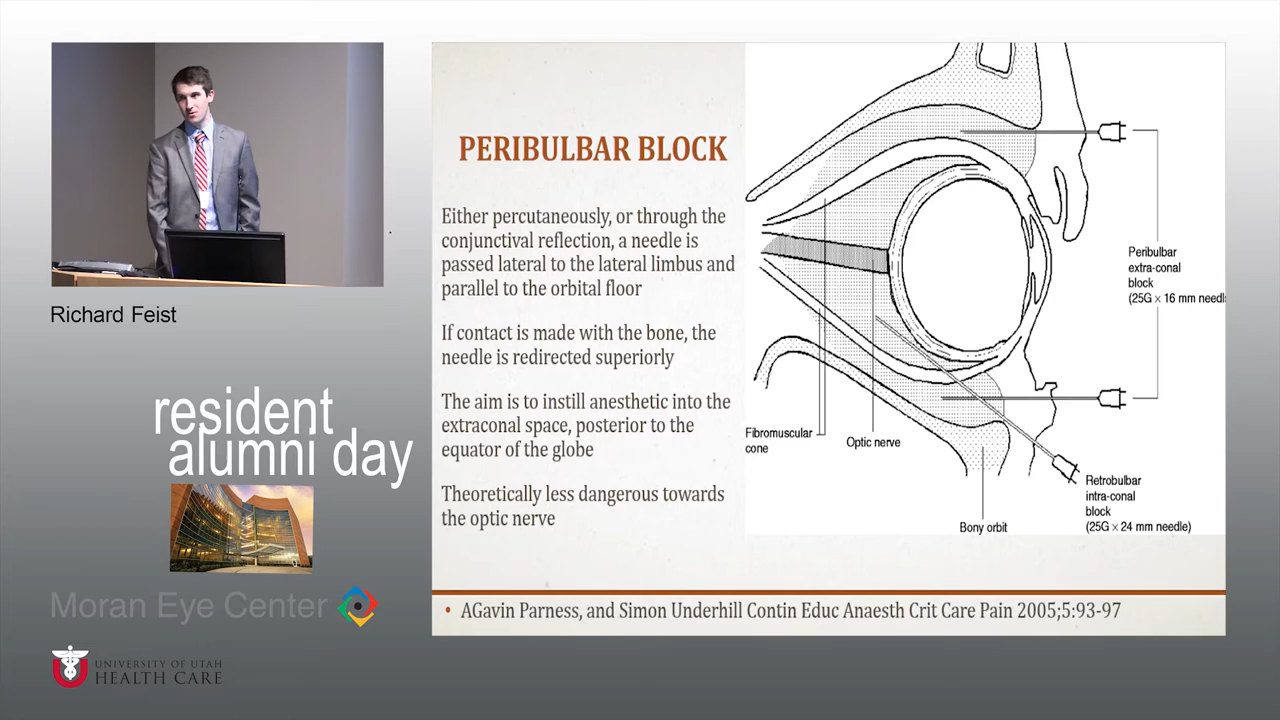 Richard Feist
resident
alumni day
Moran Eye Center
UNIVERSITY OF UTAH
HEALTH CARE
PERIBULBAR BLOCK
Either percutaneously, or through the
conjunctival reflection, a needle is
passed lateral to the lateral limbus and
parallel to the orbital floor
If contact is made with the bone, the
needle is redirected superiorly
The aim is to instill anesthetic into the
extraconal space, posterior to the
equator of the globe
Theoretically less dangerous towards
the optic nerve
Peribulbar
extra-conal
block
(25G × 16 mm needl
Fibromuscular
cone
Optic nerve
Retrobulbar
intra-conal
block
(25G × 24 mm needle)
Bony orbit
• AGavin Parness, and Simon Underhill Contin Educ Anaesth Crit Care Pain 2005;5:93-97